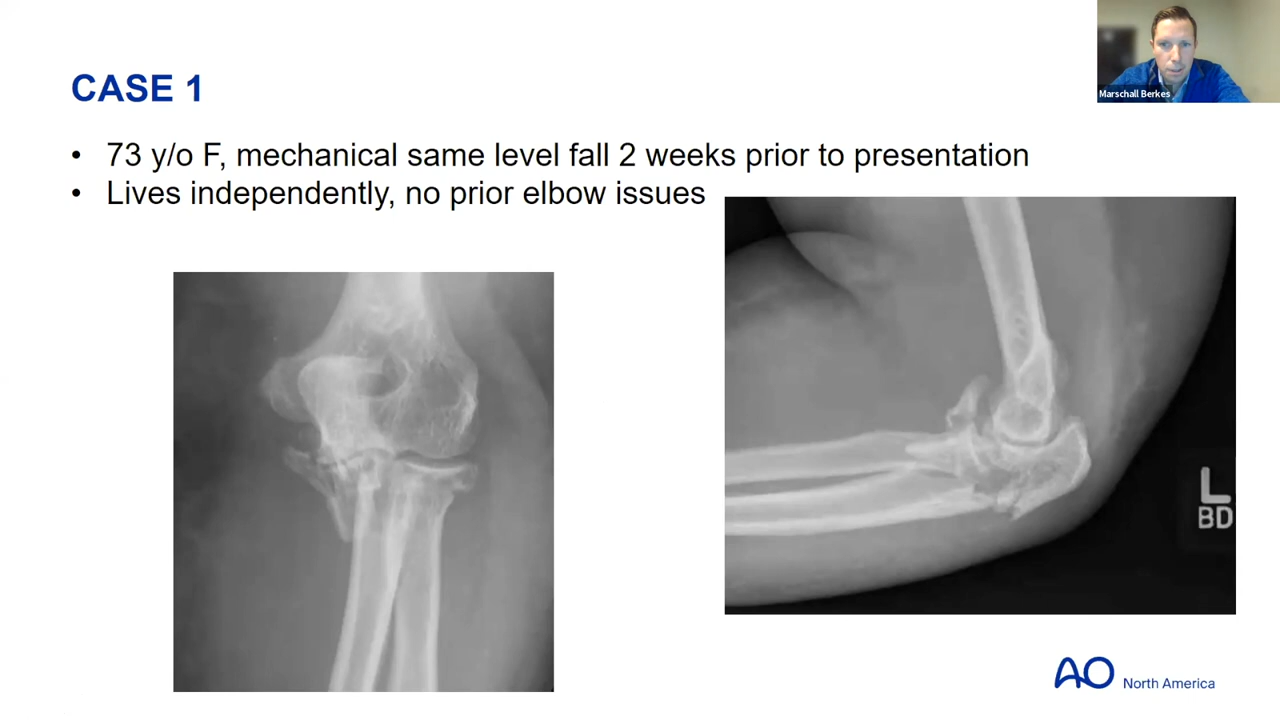 Marschall Berkes
CASE 1
• 73 y/o F, mechanical same level fall 2 weeks prior to presentation
• Lives independently, no prior elbow issues
L
BD
AO North America